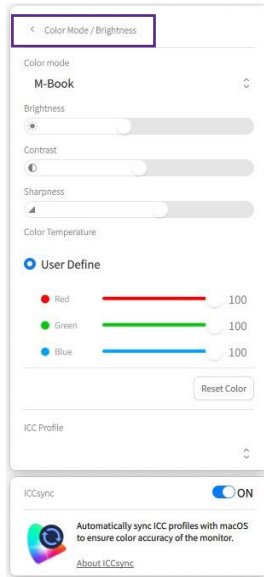 Color Mode / Brightness
Color mode
M-Book
Brightness
Contrast
Sharpness
Color Temperature
User Define
Red 100
Green 100
Blue 100
Reset Color
ICC Profile
ICCsync ON
Automatically sync ICC profiles with macOS
to ensure color accuracy of the monitor.
About ICCsync